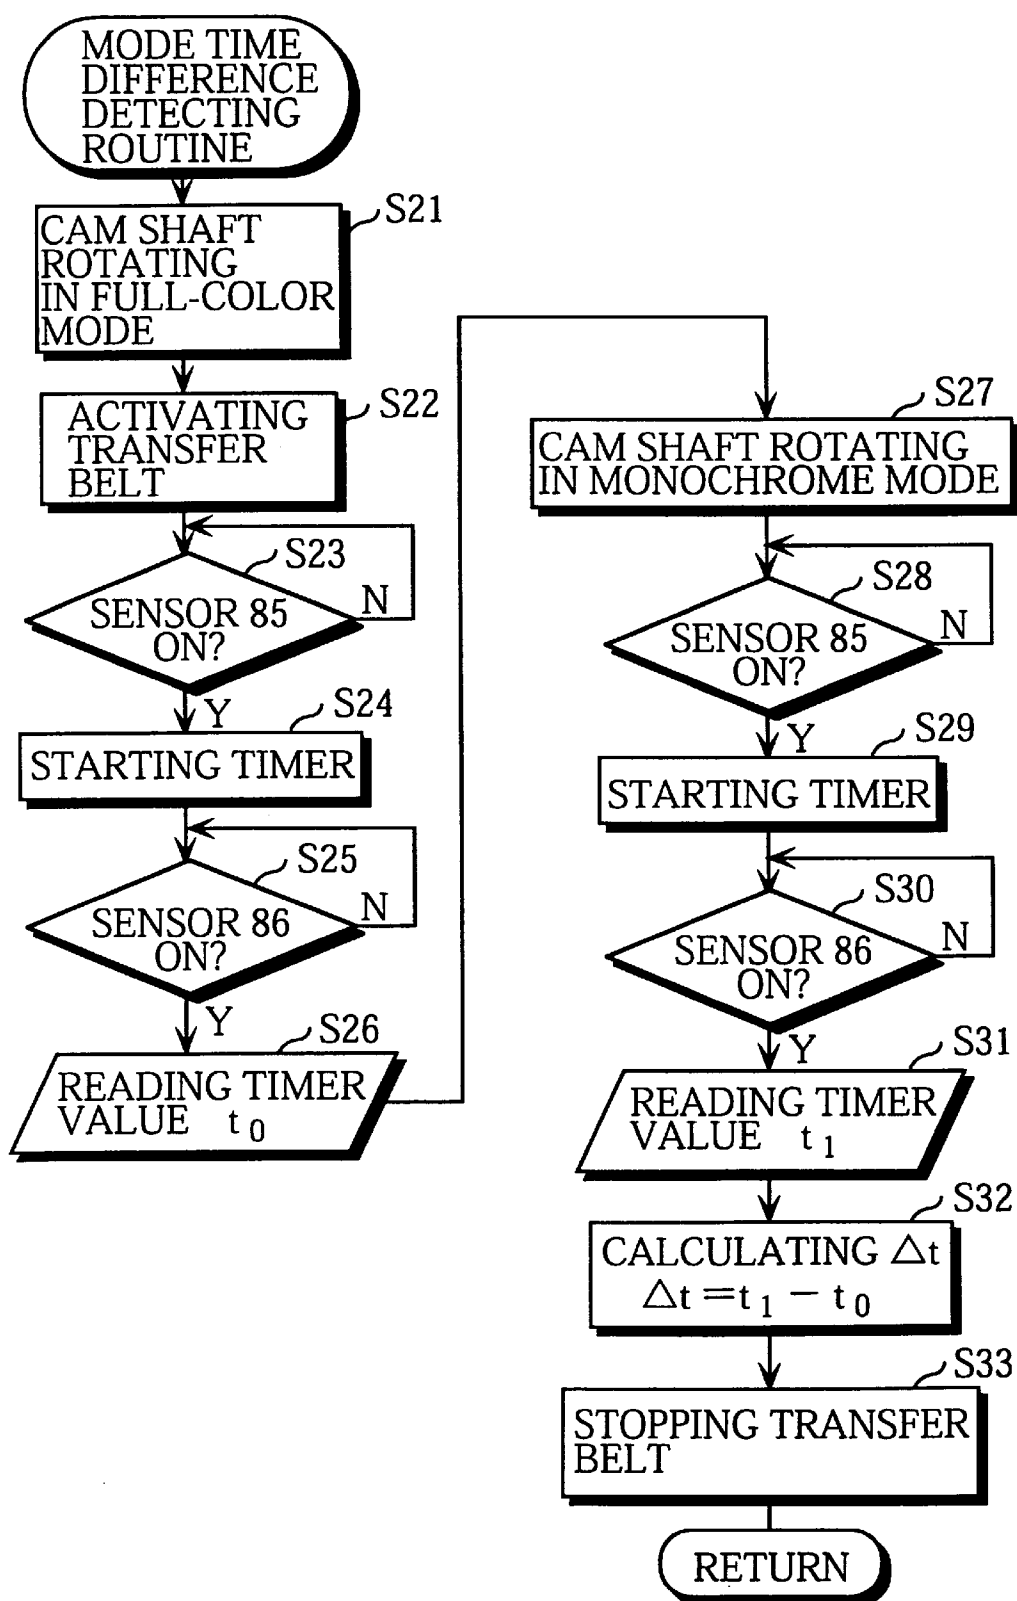 MODE TIME
DIFFERENCE
DETECTING
ROUTINE
S21
CAM SHAFT
ROTATING
IN FULL-COLOR
MODE
S22
ACTIVATING
TRANSFER
BELT
S23
SENSOR 85
ON?
N
Y
S24
STARTING TIMER
S25
SENSOR 86
ON?
N
Y
S26
READING TIMER
VALUE t0
S27
CAM SHAFT ROTATING
IN MONOCHROME MODE
S28
SENSOR 85
ON?
N
Y
S29
STARTING TIMER
S30
SENSOR 86
ON?
N
Y
S31
READING TIMER
VALUE t1
S32
CALCULATING △t
△t=t1 − t0
S33
STOPPING TRANSFER
BELT
RETURN